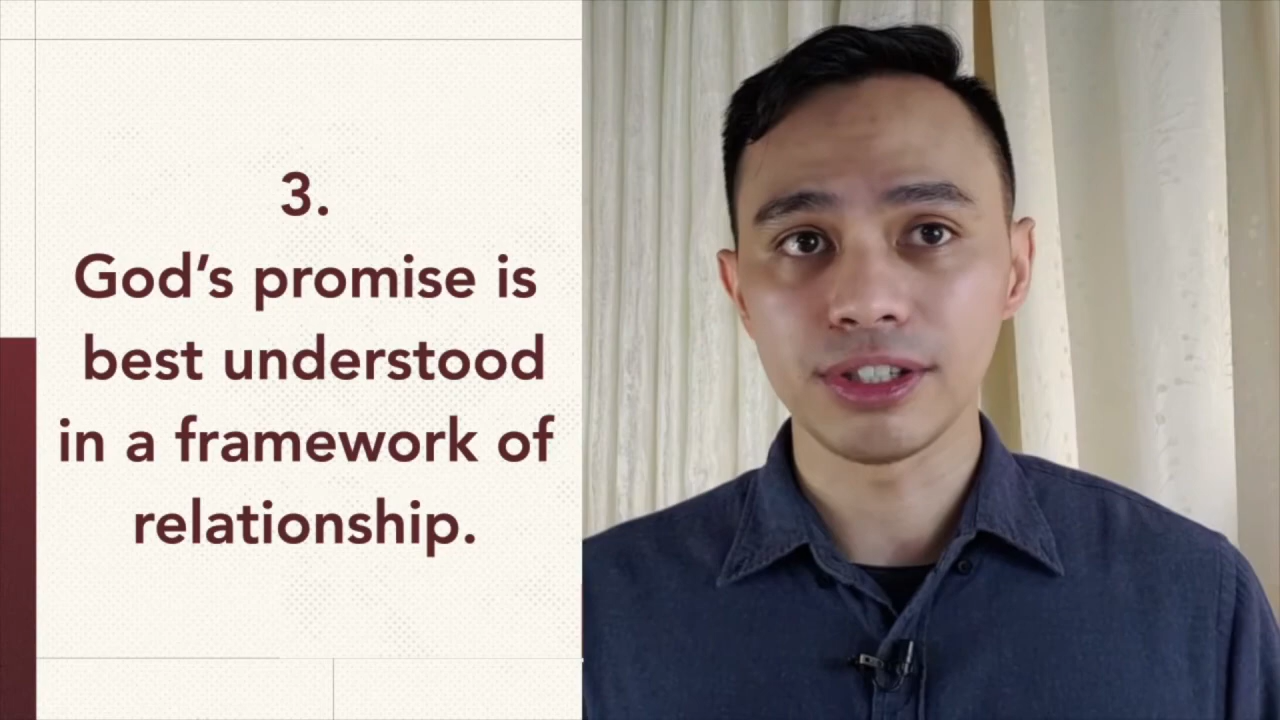 3.
God’s promise is
best understood
in a framework of
relationship.